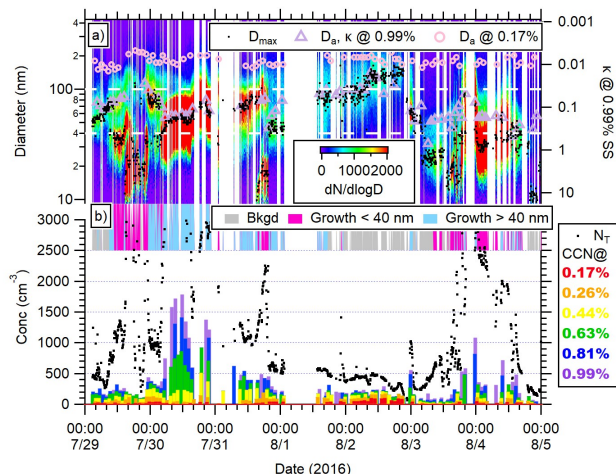 a)
D_max
D_a, κ @ 0.99%
D_a @ 0.17%
4
2
100
8
6
4
2
10
Diameter (nm)
0.001
0.01
0.1
1
10
κ @ 0.99% SS
0 1000 2000
dN/dlogD
b)
Bkgd
Growth < 40 nm
Growth > 40 nm
3000
2500
2000
1500
1000
500
0
Conc (cm⁻³)
N_T
CCN@
0.17%
0.26%
0.44%
0.63%
0.81%
0.99%
00:00 00:00 00:00 00:00 00:00 00:00 00:00 00:00
7/29 7/30 7/31 8/1 8/2 8/3 8/4 8/5
Date (2016)